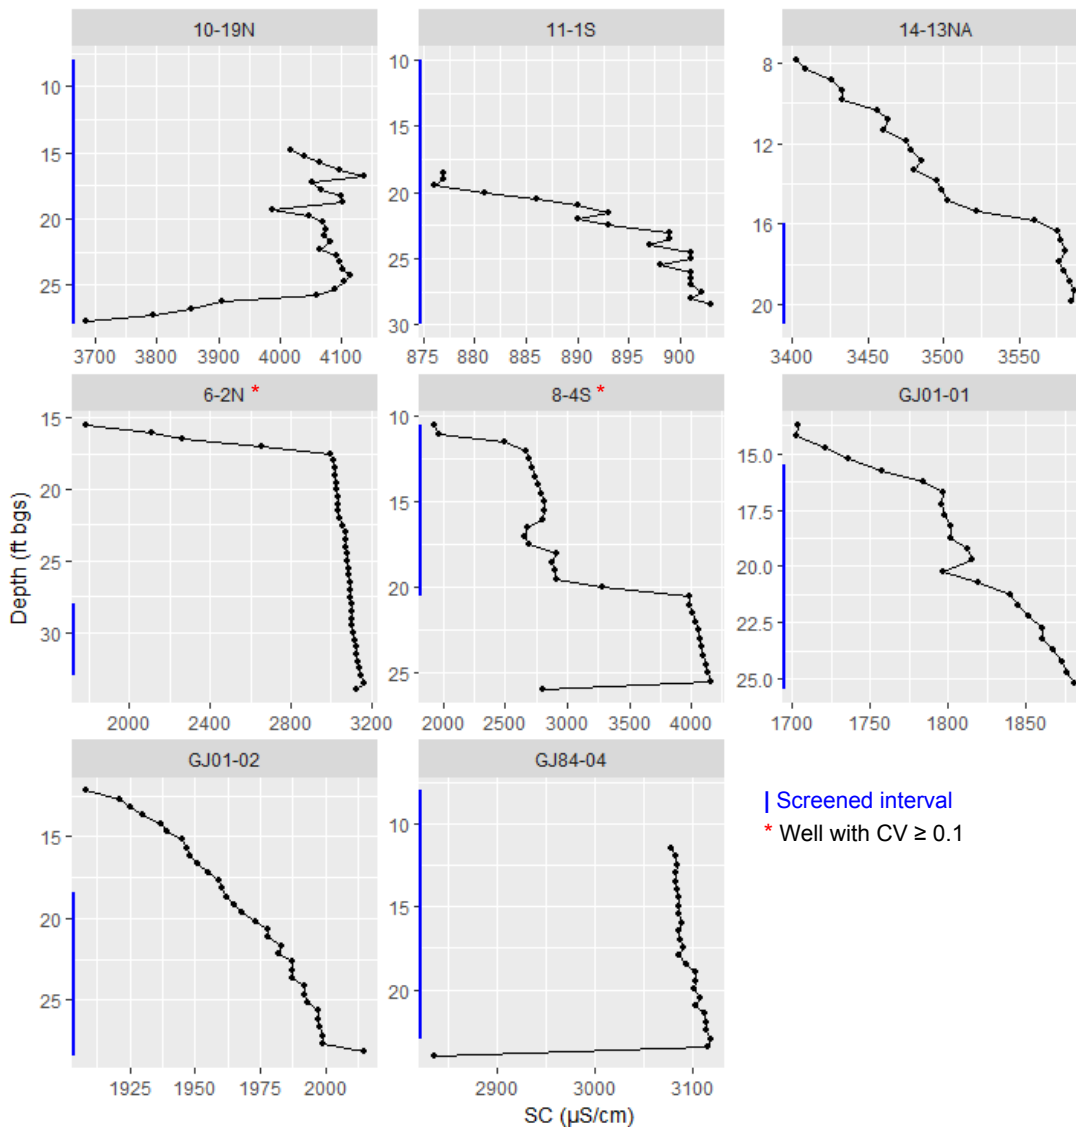 10-19N 11-1S 14-13NA
10 15 20 25
3700 3800 3900 4000 4100
10 15 20 25 30
875 880 885 890 895 900
8 12 16 20
3400 3450 3500 3550
6-2N * 8-4S * GJ01-01
Depth (ft bgs)
15 20 25 30
2000 2400 2800 3200
10 15 20 25
2000 3000 4000
15.0 17.5 20.0 22.5 25.0
1700 1750 1800 1850
GJ01-02 GJ84-04
15 20 25
1925 1950 1975 2000
10 15 20
2900 3000 3100
SC (µS/cm)
| Screened interval
* Well with CV ≥ 0.1